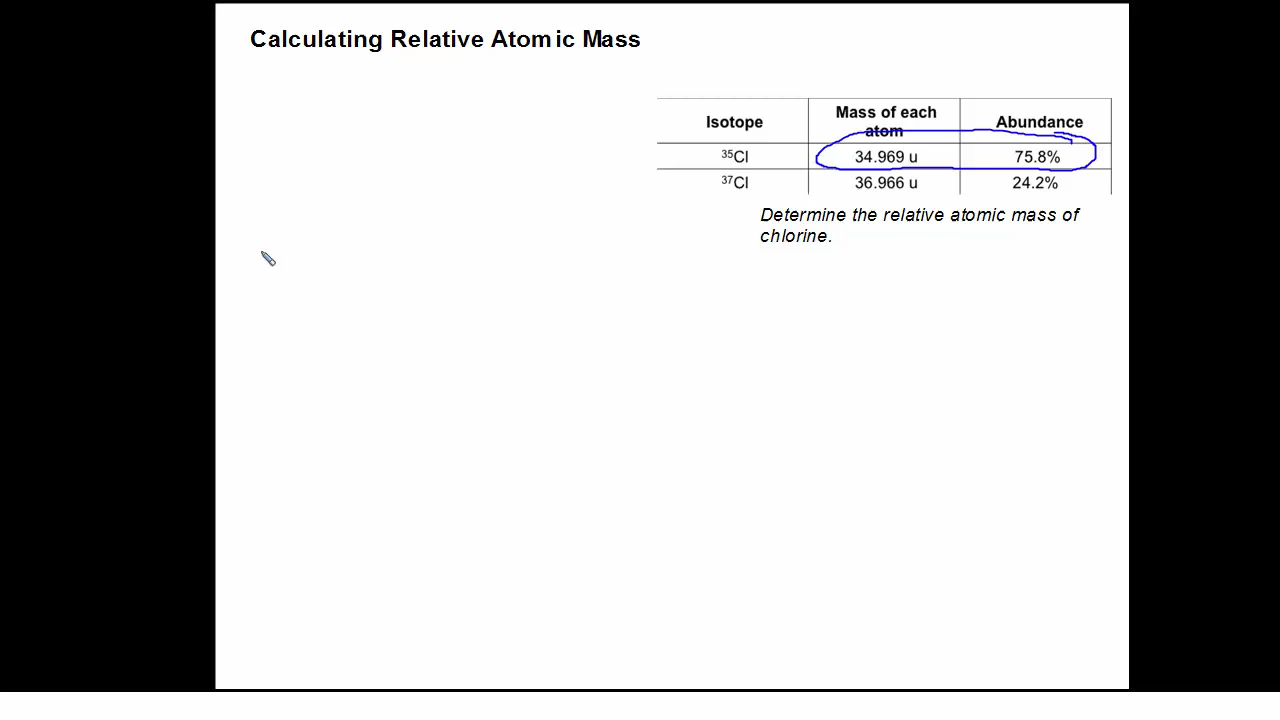 Calculating Relative Atomic Mass
Isotope Mass of each atom Abundance
³⁵Cl 34.969 u 75.8%
³⁷Cl 36.966 u 24.2%
Determine the relative atomic mass of
chlorine.